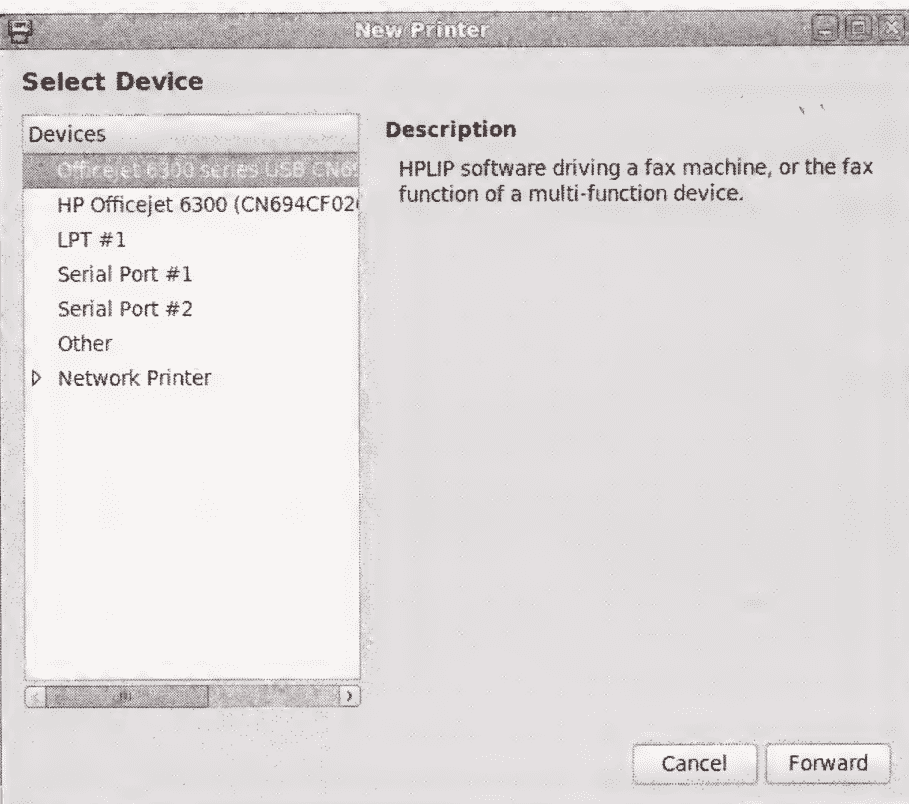 New Printer
Select Device
Devices
Officejet 6300 series USB CN69
HP Officejet 6300 (CN694CF020
LPT #1
Serial Port #1
Serial Port #2
Other
Network Printer
Description
HPLIP software driving a fax machine, or the fax
function of a multi-function device.
Cancel
Forward